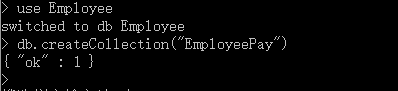 > use Employee
switched to db Employee
> db.createCollection("EmployeePay")
{ "ok" : 1 }
>